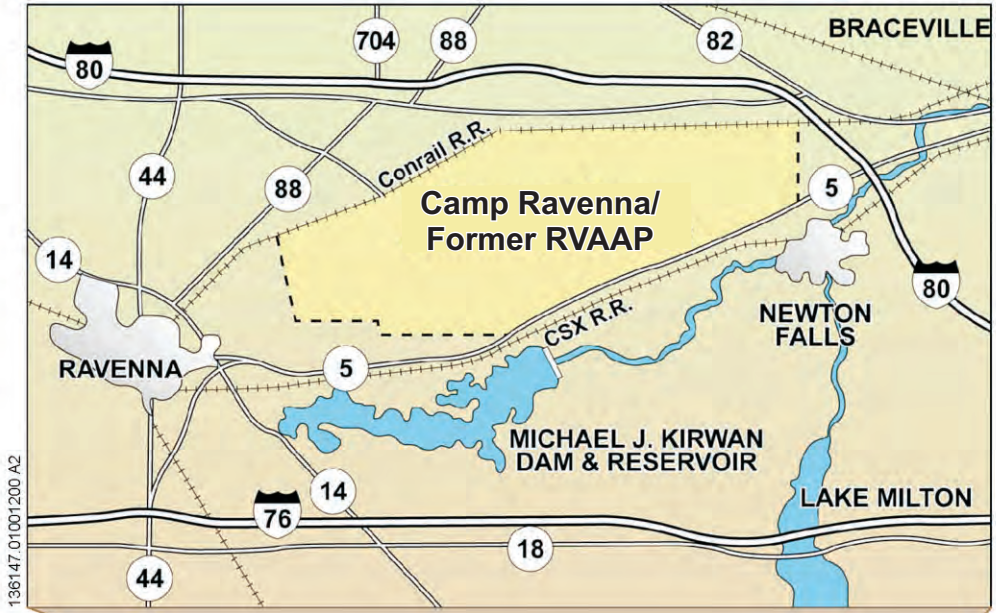 BRACEVILLE
704
88
82
80
Conrail R.R.
44
88
5
Camp Ravenna/
Former RVAAP
14
80
NEWTON
FALLS
CSX R.R.
RAVENNA
5
MICHAEL J. KIRWAN
DAM & RESERVOIR
14
LAKE MILTON
76
18
44
136147.01001200 A2